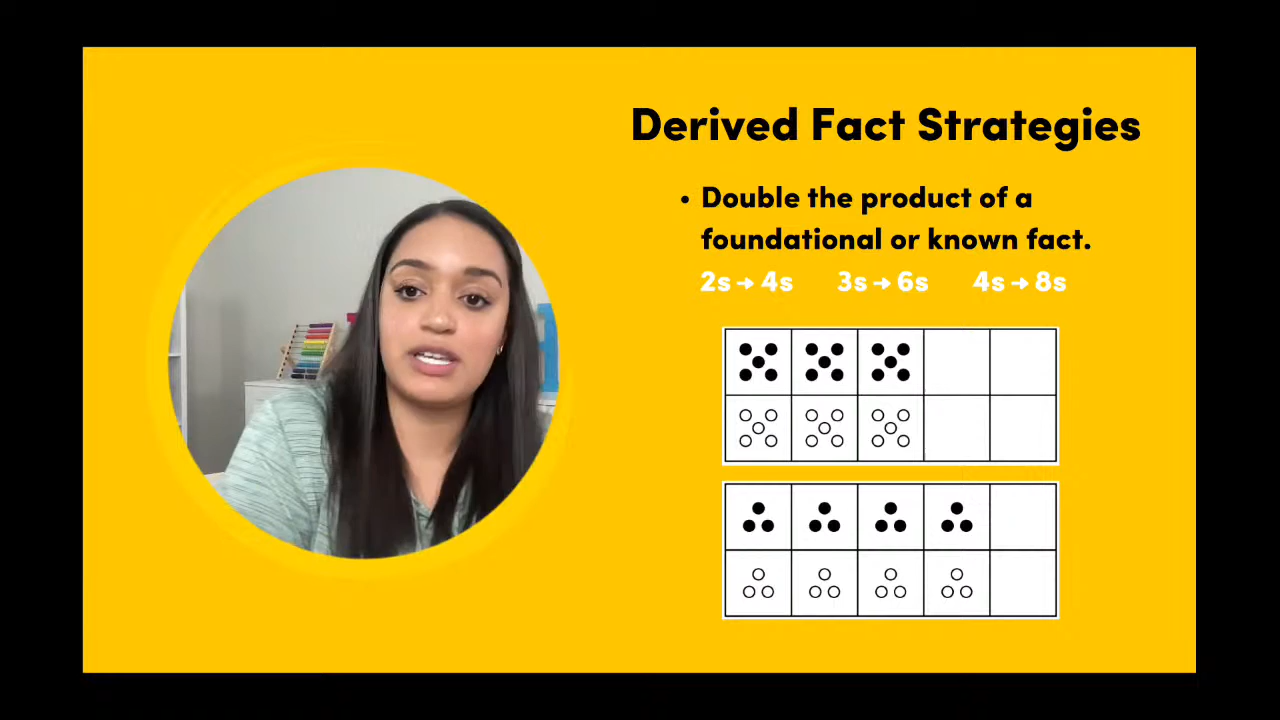 Derived Fact Strategies
• Double the product of a
foundational or known fact.
2s → 4s 3s → 6s 4s → 8s